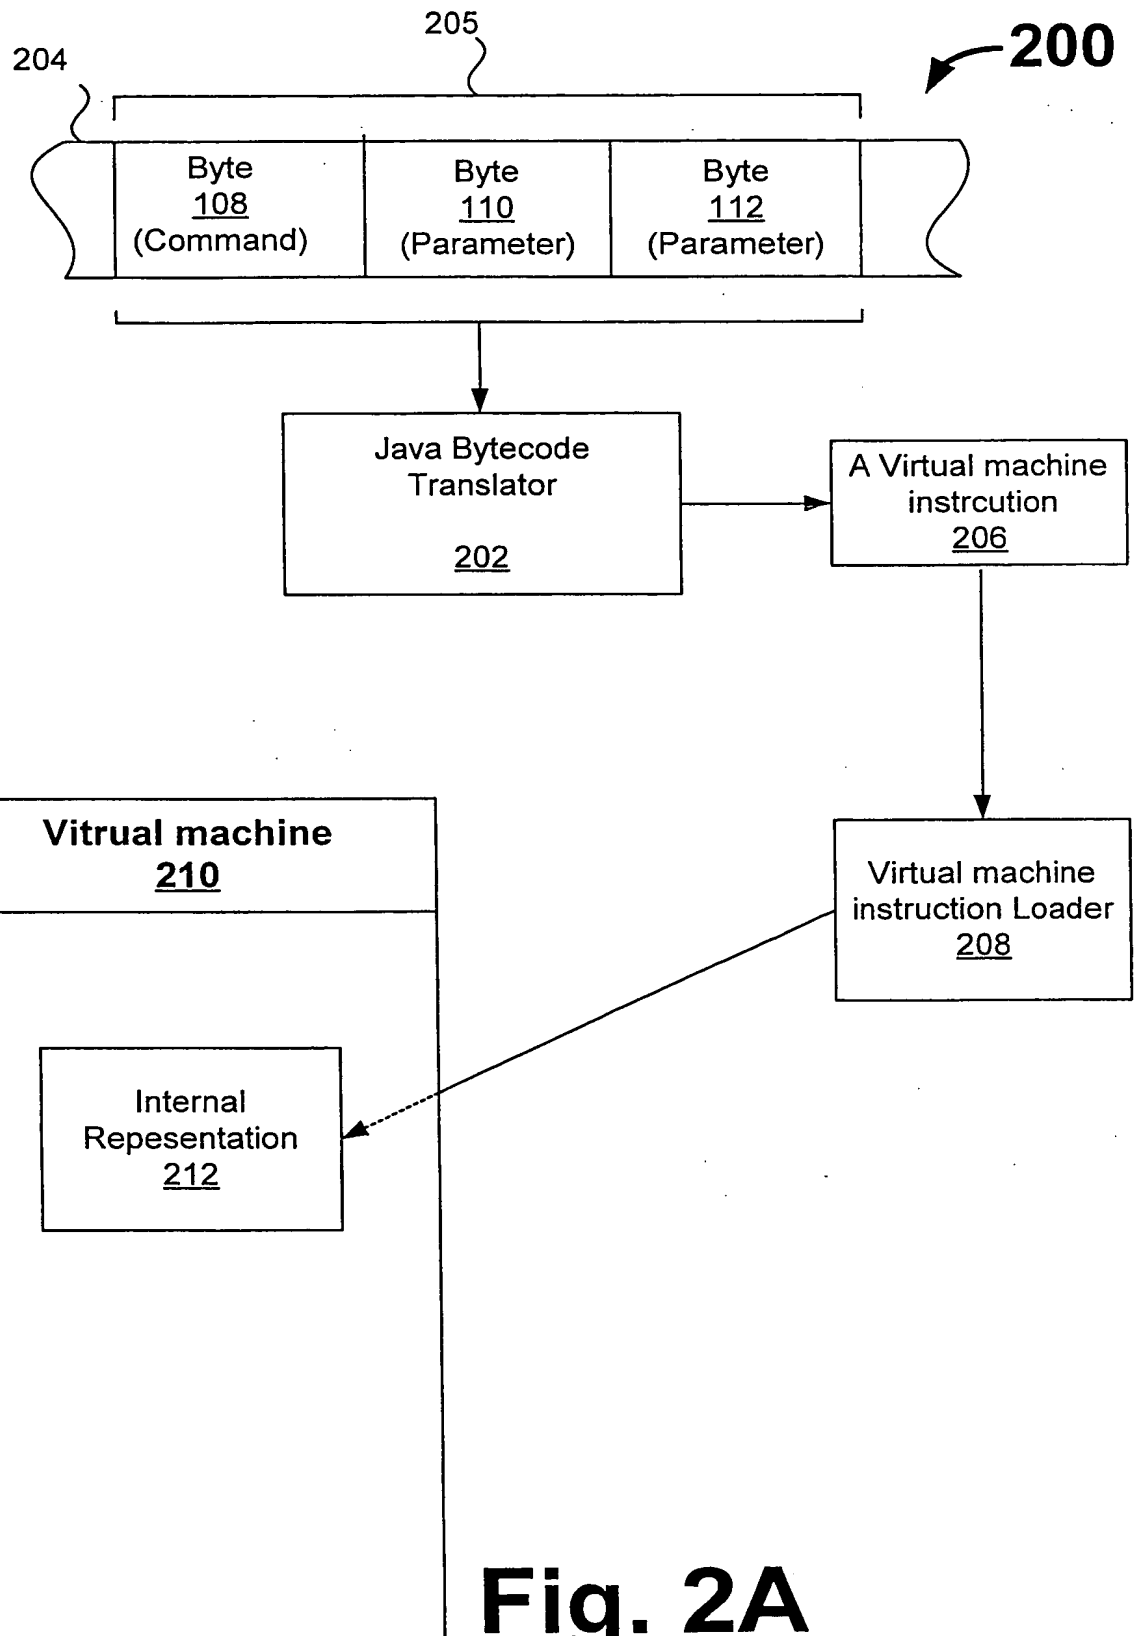 205
200
204
Byte
108
(Command)
Byte
110
(Parameter)
Byte
112
(Parameter)
Java Bytecode
Translator
202
A Virtual machine
instrcution
206
Vitrual machine
210
Virtual machine
instruction Loader
208
Internal
Repesentation
212
Fig. 2A